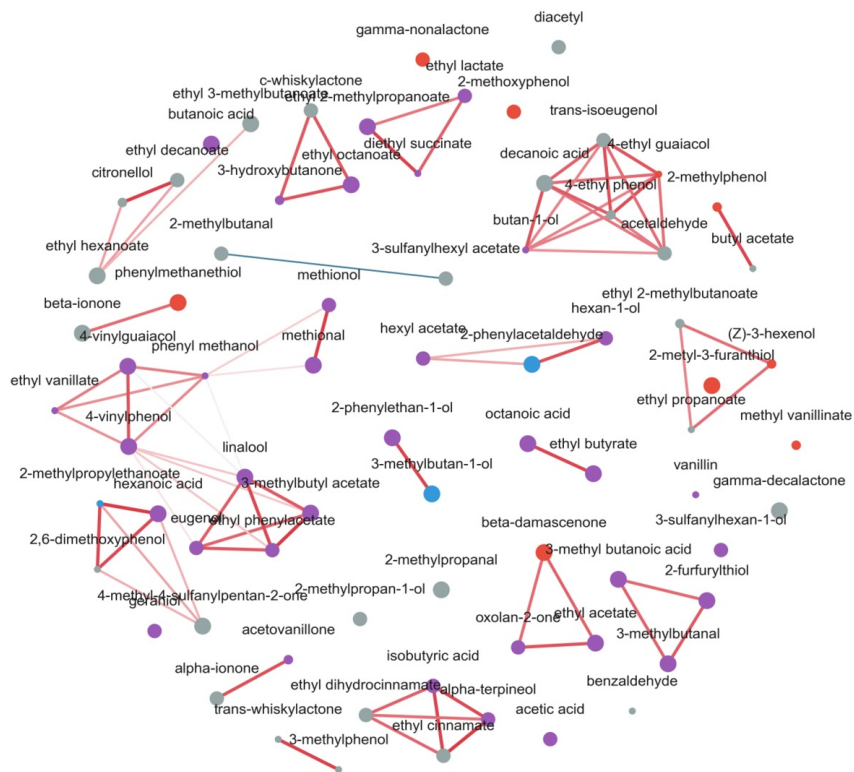 diacetyl
gamma-nonalactone
ethyl lactate
c-whiskylactone
2-methoxyphenol
ethyl 3-methylbutanoate
ethyl 2-methylpropanoate
butanoic acid
trans-isoeugenol
diethyl succinate
4-ethyl guaiacol
ethyl decanoate
ethyl octanoate
decanoic acid
citronellol
3-hydroxybutanone
4-ethyl phenol
2-methylphenol
2-methylbutanal
butan-1-ol
acetaldehyde
butyl acetate
ethyl hexanoate
3-sulfanylhexyl acetate
phenylmethanethiol
methionol
ethyl 2-methylbutanoate
beta-ionone
hexan-1-ol
hexyl acetate
2-phenylacetaldehyde
(Z)-3-hexenol
4-vinylguaiacol
phenyl methanol
methional
2-metyl-3-furanthiol
ethyl vanillate
ethyl propanoate
4-vinylphenol
2-phenylethan-1-ol
octanoic acid
methyl vanillinate
linalool
ethyl butyrate
2-methylpropylethanoate
3-methylbutan-1-ol
vanillin
hexanoic acid
3-methylbutyl acetate
gamma-decalactone
eugenol
ethyl phenylacetate
beta-damascenone
3-sulfanylhexan-1-ol
2,6-dimethoxyphenol
3-methyl butanoic acid
2-methylpropanal
2-furfurylthiol
4-methyl-4-sulfanylpentan-2-one
2-methylpropan-1-ol
geraniol
oxolan-2-one
ethyl acetate
acetovanillone
3-methylbutanal
isobutyric acid
alpha-ionone
benzaldehyde
ethyl dihydrocinnamate
alpha-terpineol
trans-whiskylactone
acetic acid
ethyl cinnamate
3-methylphenol